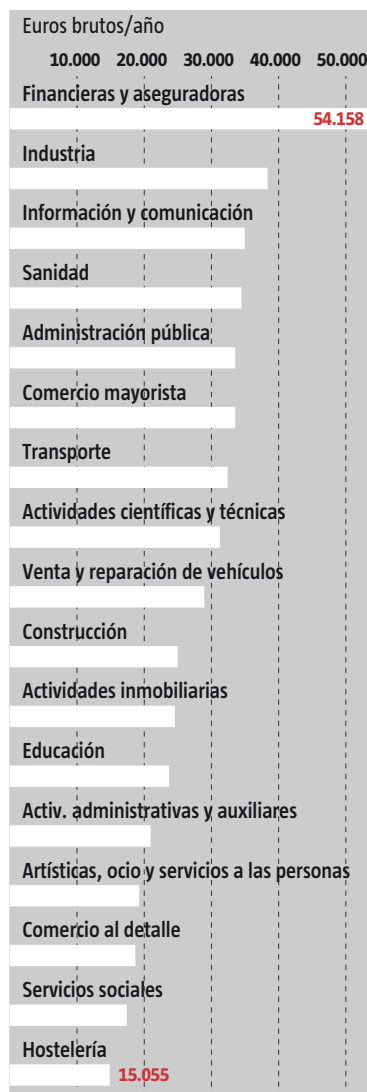 Euros brutos/año
10.000 20.000 30.000 40.000 50.000
Financieras y aseguradoras
54.158
Industria
Información y comunicación
Sanidad
Administración pública
Comercio mayorista
Transporte
Actividades científicas y técnicas
Venta y reparación de vehículos
Construcción
Actividades inmobiliarias
Educación
Activ. administrativas y auxiliares
Artísticas, ocio y servicios a las personas
Comercio al detalle
Servicios sociales
Hostelería
15.055